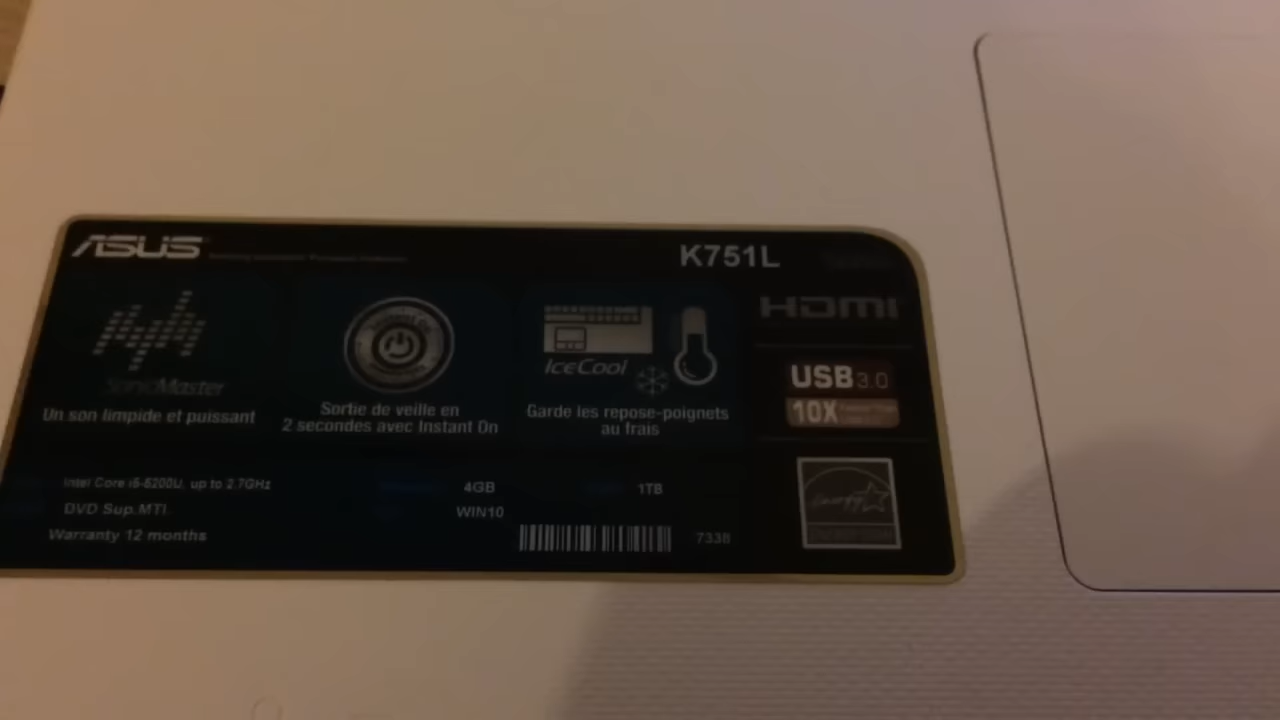 ASUS
K751L
HDMI
SonicMaster
Un son limpide et puissant
Sortie de veille en
2 secondes avec Instant On
IceCool
Garde les repose-poignets
au frais
USB 3.0
10X
Intel Core i5-5200U, up to 2.7GHz
4GB
1TB
DVD Sup.MTI.
WIN10
Warranty 12 months
733B